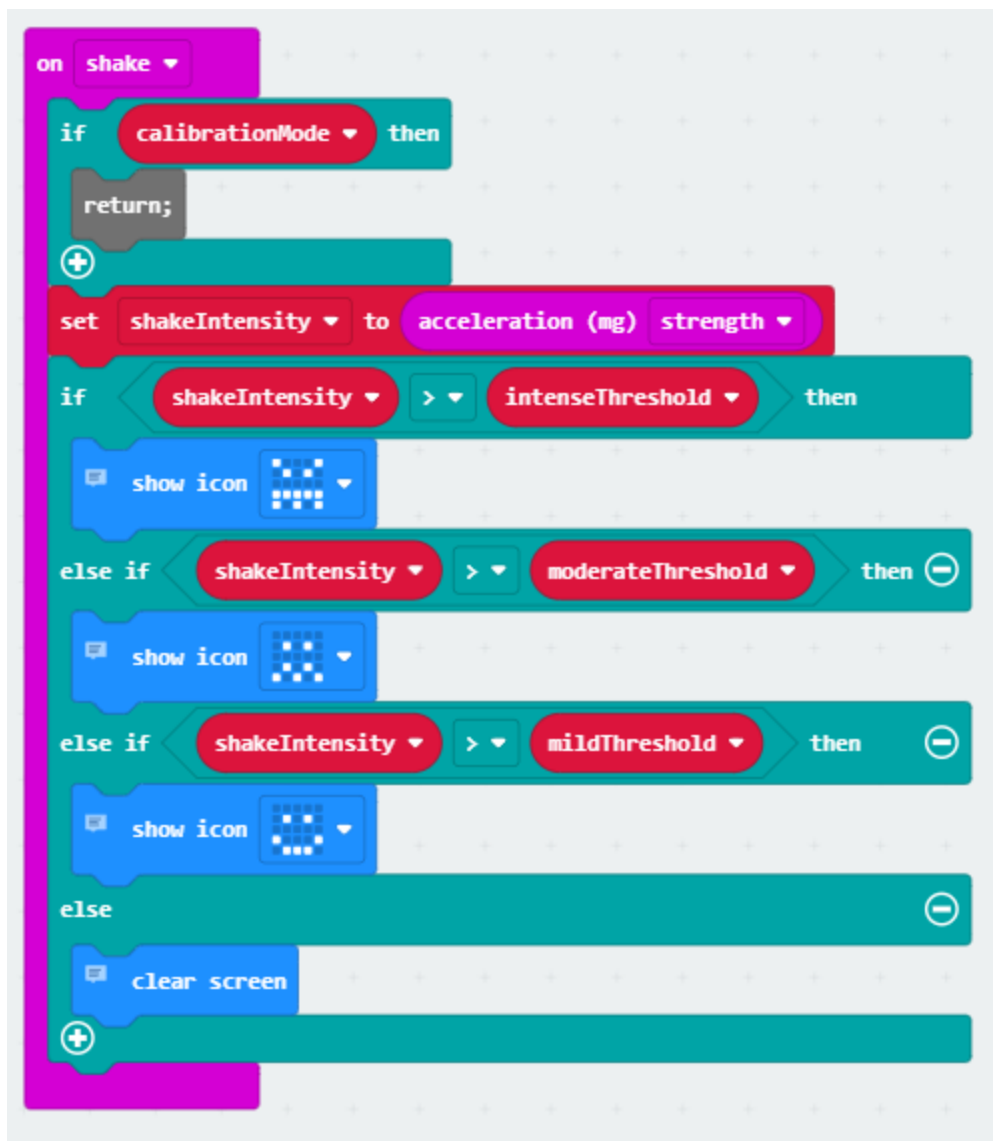 on shake
if calibrationMode then
return;
set shakeIntensity to acceleration (mg) strength
if shakeIntensity > intenseThreshold then
show icon
else if shakeIntensity > moderateThreshold then
show icon
else if shakeIntensity > mildThreshold then
show icon
else
clear screen